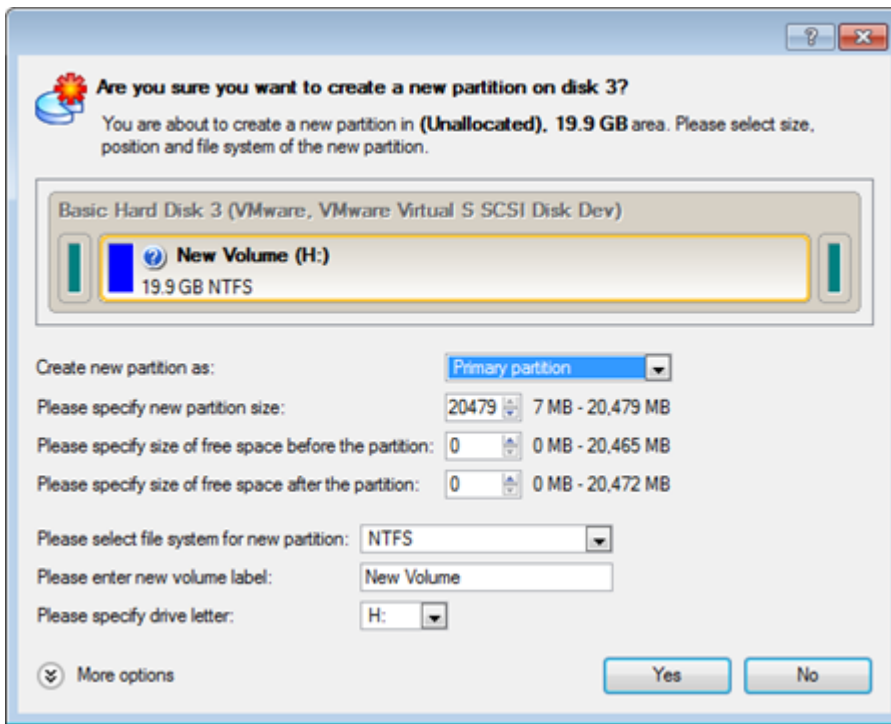 Are you sure you want to create a new partition on disk 3?
You are about to create a new partition in (Unallocated), 19.9 GB area. Please select size,
position and file system of the new partition.
Basic Hard Disk 3 (VMware, VMware Virtual S SCSI Disk Dev)
New Volume (H:)
19.9 GB NTFS
Create new partition as: Primary partition
Please specify new partition size: 20479 7 MB - 20,479 MB
Please specify size of free space before the partition: 0 0 MB - 20,465 MB
Please specify size of free space after the partition: 0 0 MB - 20,472 MB
Please select file system for new partition: NTFS
Please enter new volume label: New Volume
Please specify drive letter: H:
More options Yes No